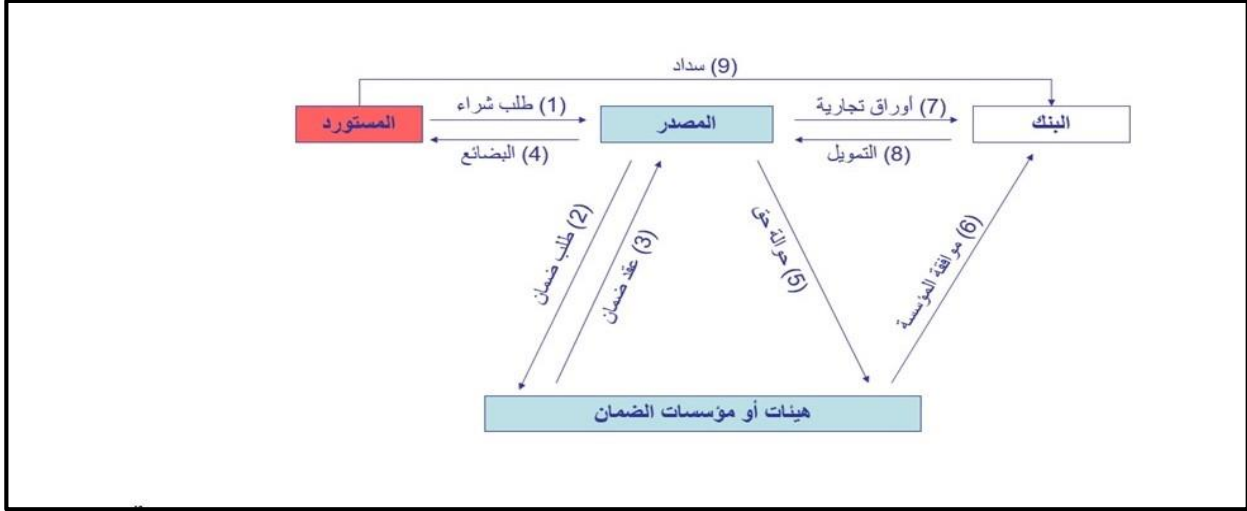 (9) سداد
(1) طلب شراء
(7) أوراق تجارية
المستورد
المصدر
البنك
(4) البضائع
(8) التمويل
(2) طلب ضمان
(3) عقد ضمان
(5) حوالة حق
(6) موافقة المؤسسة
هيئات أو مؤسسات الضمان